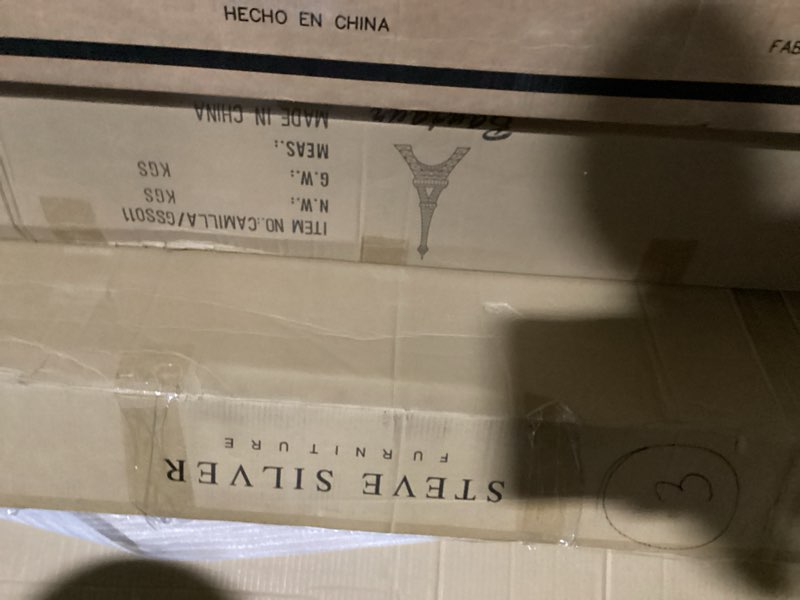 HECHO EN CHINA
FAB
MADE IN CHINA
MEAS.:
G.W.: KGS
N.W.: KGS
ITEM NO.:CAMILLA/GSS011
STEVE SILVER
FURNITURE
3